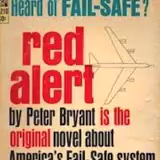 Heard of FAIL-SAFE?
red
alert
by Peter Bryant is the
original novel about
America's Fail-Safe system